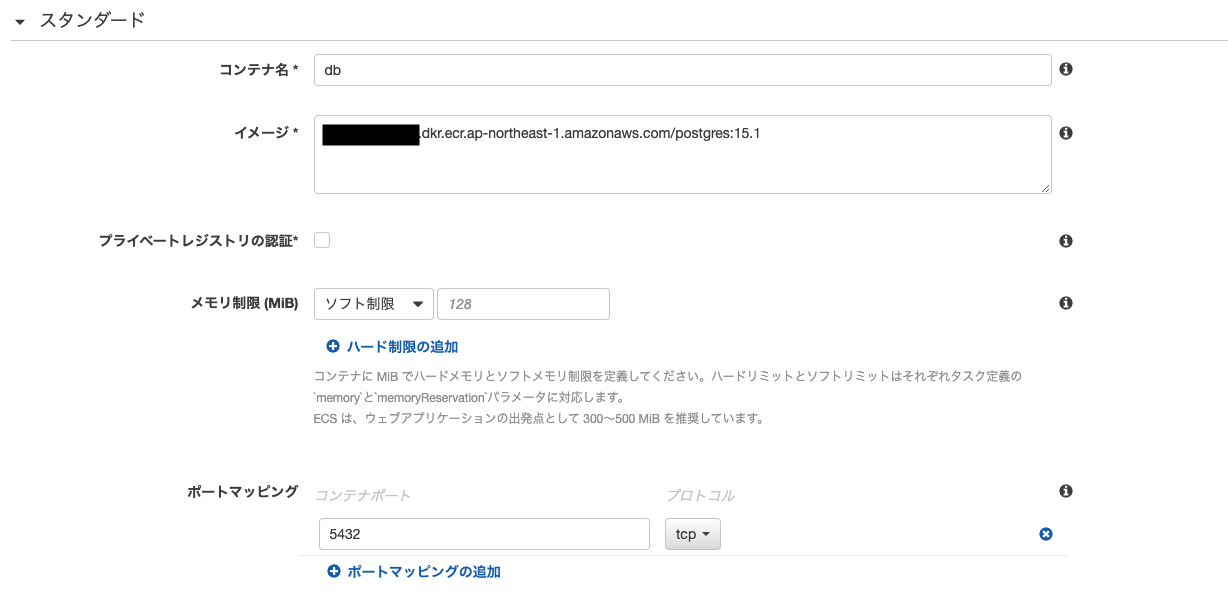 スタンダード
コンテナ名 *
db
イメージ *
.dkr.ecr.ap-northeast-1.amazonaws.com/postgres:15.1
プライベートレジストリの認証*
メモリ制限 (MiB)
ソフト制限
128
ハード制限の追加
コンテナに MiB でハードメモリとソフトメモリ制限を定義してください。ハードリミットとソフトリミットはそれぞれタスク定義の
`memory`と`memoryReservation`パラメータに対応します。
ECS は、ウェブアプリケーションの出発点として 300〜500 MiB を推奨しています。
ポートマッピング
コンテナポート
プロトコル
5432
tcp
ポートマッピングの追加